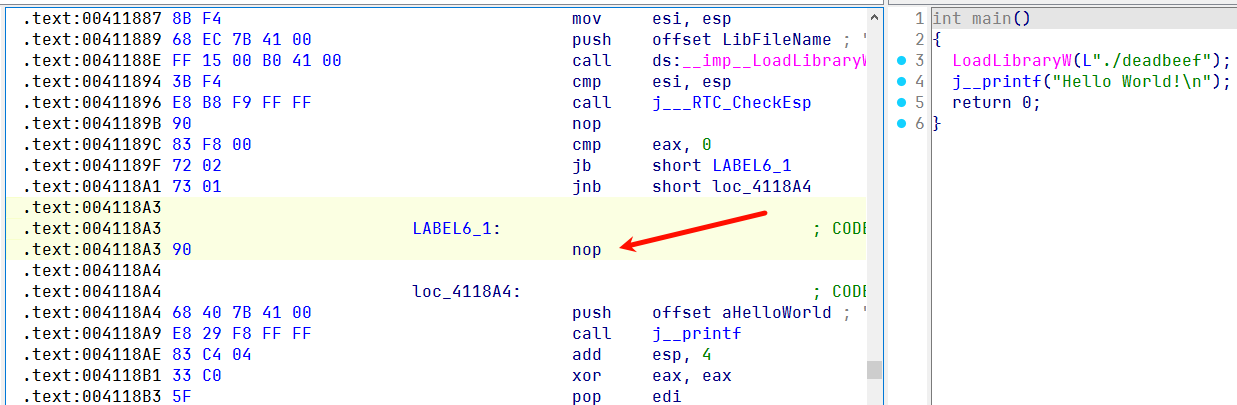 .text:00411887 8B F4 mov esi, esp
.text:00411889 68 EC 7B 41 00 push offset LibFileName ; "
.text:0041188E FF 15 00 B0 41 00 call ds:__imp__LoadLibraryW
.text:00411894 3B F4 cmp esi, esp
.text:00411896 E8 B8 F9 FF FF call j___RTC_CheckEsp
.text:0041189B 90 nop
.text:0041189C 83 F8 00 cmp eax, 0
.text:0041189F 72 02 jb short LABEL6_1
.text:004118A1 73 01 jnb short loc_4118A4
.text:004118A3
.text:004118A3 LABEL6_1: ; CODE
.text:004118A3 90 nop
.text:004118A4
.text:004118A4 loc_4118A4: ; CODE
.text:004118A4 68 40 7B 41 00 push offset aHelloWorld ; "
.text:004118A9 E8 29 F8 FF FF call j__printf
.text:004118AE 83 C4 04 add esp, 4
.text:004118B1 33 C0 xor eax, eax
.text:004118B3 5F pop edi
1 int main()
2 {
3 LoadLibraryW(L"./deadbeef");
4 j__printf("Hello World!\n");
5 return 0;
6 }